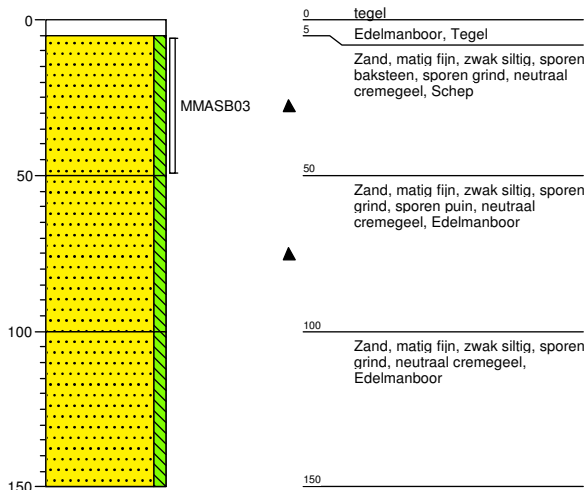 0
50
100
150
MMASB03
0 tegel
5 Edelmanboor, Tegel
Zand, matig fijn, zwak siltig, sporen
baksteen, sporen grind, neutraal
cremegeel, Schep
50
Zand, matig fijn, zwak siltig, sporen
grind, sporen puin, neutraal
cremegeel, Edelmanboor
100
Zand, matig fijn, zwak siltig, sporen
grind, neutraal cremegeel,
Edelmanboor
150